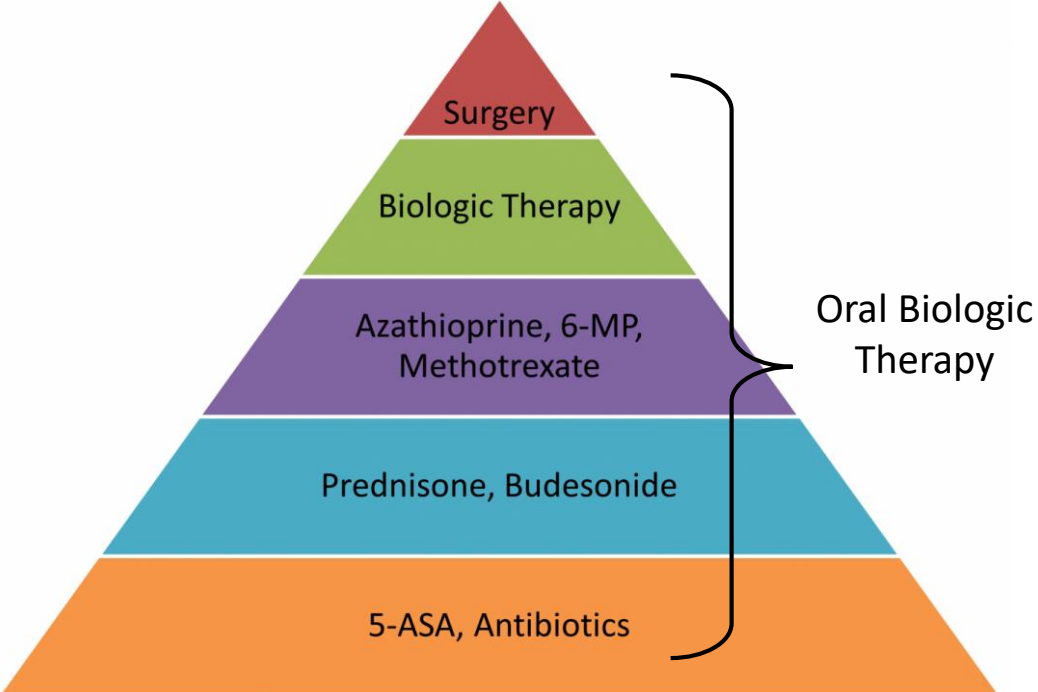 Surgery
Biologic Therapy
Azathioprine, 6-MP,
Methotrexate
Oral Biologic
Therapy
Prednisone, Budesonide
5-ASA, Antibiotics